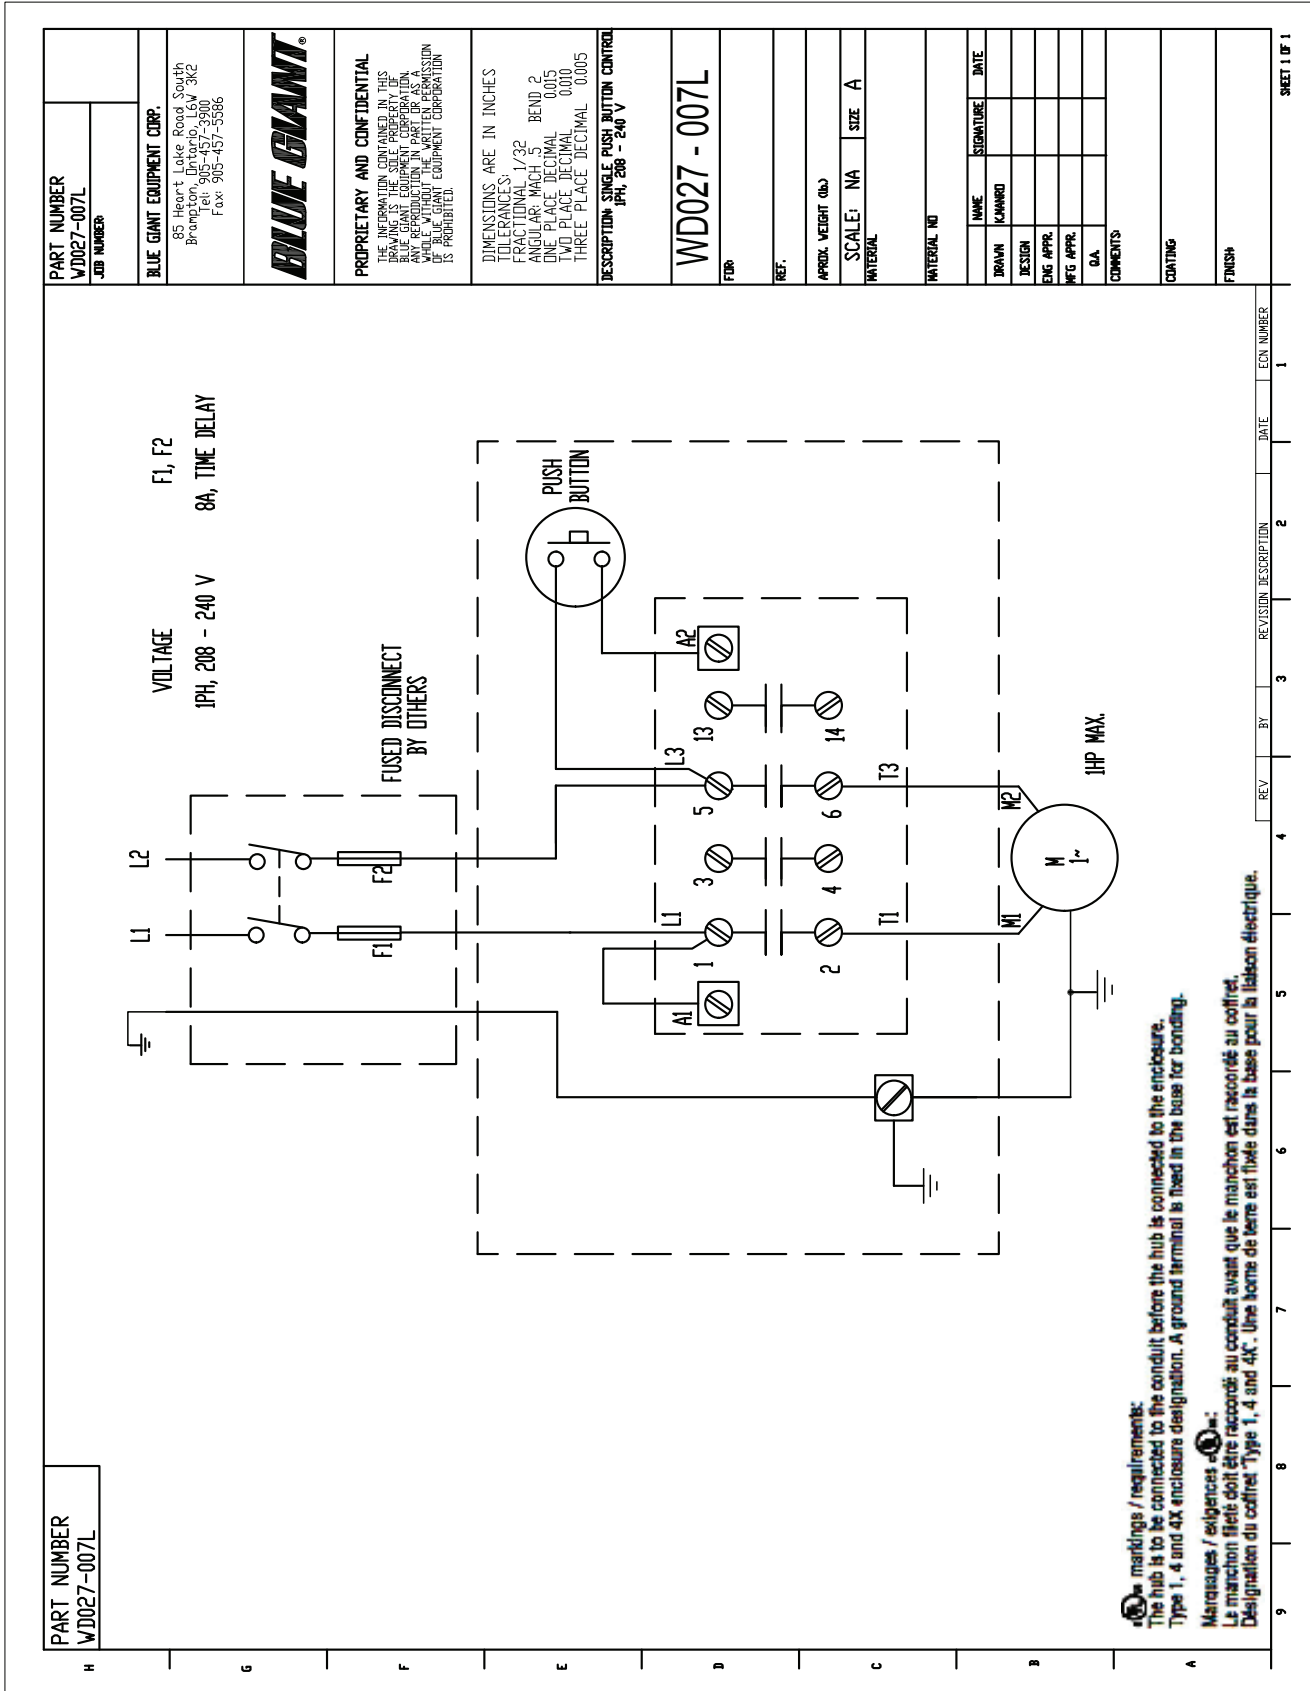 PART NUMBER
WD027-007L
VOLTAGE
F1, F2
1PH, 208 - 240 V
8A, TIME DELAY
L1
L2
F1
F2
FUSED DISCONNECT
BY OTHERS
PUSH
BUTTON
A1
L1
L3
A2
1
3
5
13
2
4
6
14
T1
T3
M1
M2
M
1~
1HP MAX.
markings / requirements:
The hub is to be connected to the conduit before the hub is connected to the enclosure.
Type 1, 4 and 4X enclosure designation. A ground terminal is fixed in the base for bonding.
Marquages / exigences
Le manchon fileté doit être raccordé au conduit avant que le manchon est raccordé au coffret.
Désignation du coffret "Type 1, 4 and 4X". Une borne de terre est fixée dans la base pour la liaison électrique.
REV
BY
REVISION DESCRIPTION
DATE
ECN NUMBER
H
G
F
E
D
C
B
A
9
8
7
6
5
4
3
2
1
PART NUMBER
WD027-007L
JOB NUMBER:
BLUE GIANT EQUIPMENT CORP.
85 Heart Lake Road South
Brampton, Ontario, L6W 3K2
Tel: 905-457-3900
Fax: 905-457-5586
BLUE GIANT®
PROPRIETARY AND CONFIDENTIAL
THE INFORMATION CONTAINED IN THIS
DRAWING IS THE SOLE PROPERTY OF
BLUE GIANT EQUIPMENT CORPORATION.
ANY REPRODUCTION IN PART OR AS A
WHOLE WITHOUT THE WRITTEN PERMISSION
OF BLUE GIANT EQUIPMENT CORPORATION
IS PROHIBITED.
DIMENSIONS ARE IN INCHES
TOLERANCES:
FRACTIONAL 1/32
ANGULAR: MACH .5 BEND 2
ONE PLACE DECIMAL 0.015
TWO PLACE DECIMAL 0.010
THREE PLACE DECIMAL 0.005
DESCRIPTION: SINGLE PUSH BUTTON CONTROL
1PH, 208 - 240 V
WD027 - 007L
FOR:
REF.
APROX. WEIGHT (lb.)
SCALE: NA SIZE A
MATERIAL
MATERIAL NO
NAME SIGNATURE DATE
DRAWN K.MANRO
DESIGN
ENG APPR.
MFG APPR.
Q.A.
COMMENTS:
COATING:
FINISH:
SHEET 1 OF 1